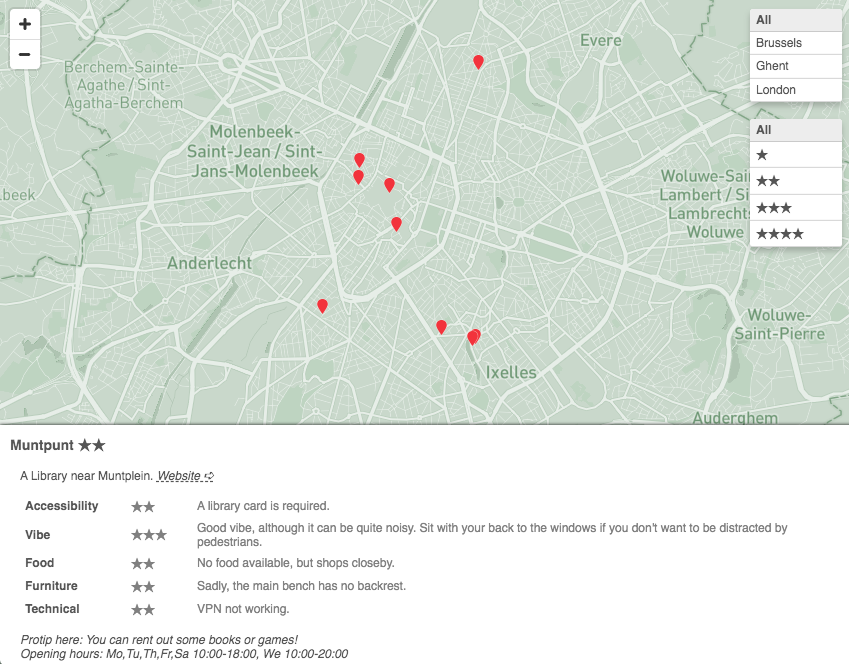 +
−
Evere
Berchem-Sainte-
Agathe / Sint-
Agatha-Berchem
Molenbeek-
Saint-Jean / Sint-
Jans-Molenbeek
lbeek
Anderlecht
Ixelles
Woluwe-Sai
Lambert / Si
Lambrechts
Woluwe
Woluwe-
Saint-Pierre
Auderghem
All
Brussels
Ghent
London
All
★
★★
★★★
★★★★
Muntpunt ★★
A Library near Muntplein. Website ➪
Accessibility ★★ A library card is required.
Vibe ★★★ Good vibe, although it can be quite noisy. Sit with your back to the windows if you don't want to be distracted by
pedestrians.
Food ★★ No food available, but shops closeby.
Furniture ★★ Sadly, the main bench has no backrest.
Technical ★★ VPN not working.
Protip here: You can rent out some books or games!
Opening hours: Mo,Tu,Th,Fr,Sa 10:00-18:00, We 10:00-20:00